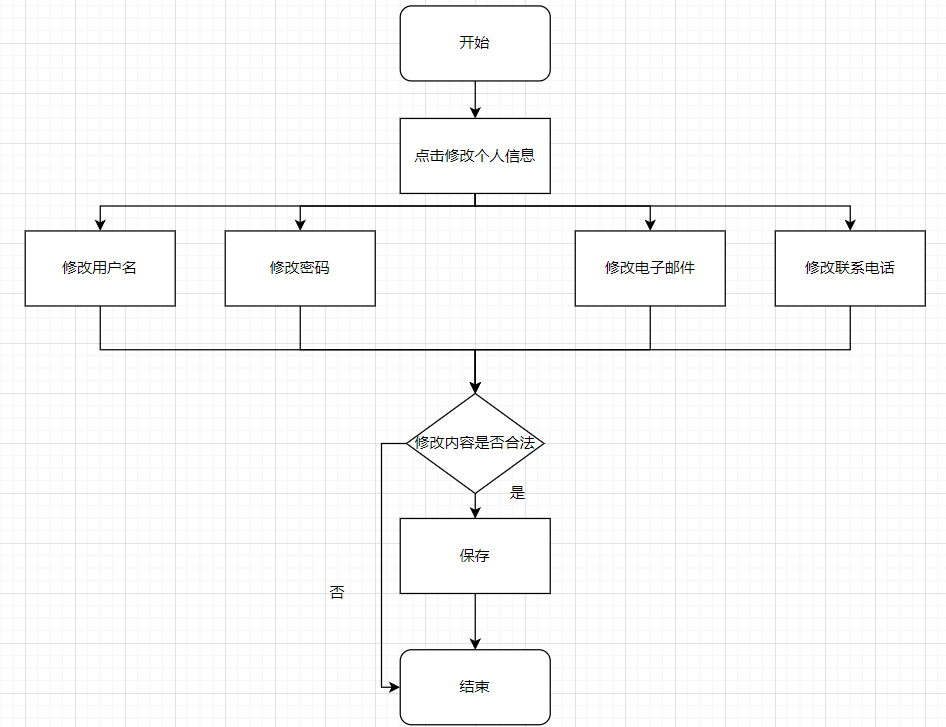 开始
点击修改个人信息
修改用户名
修改密码
修改电子邮件
修改联系电话
修改内容是否合法
是
保存
否
结束